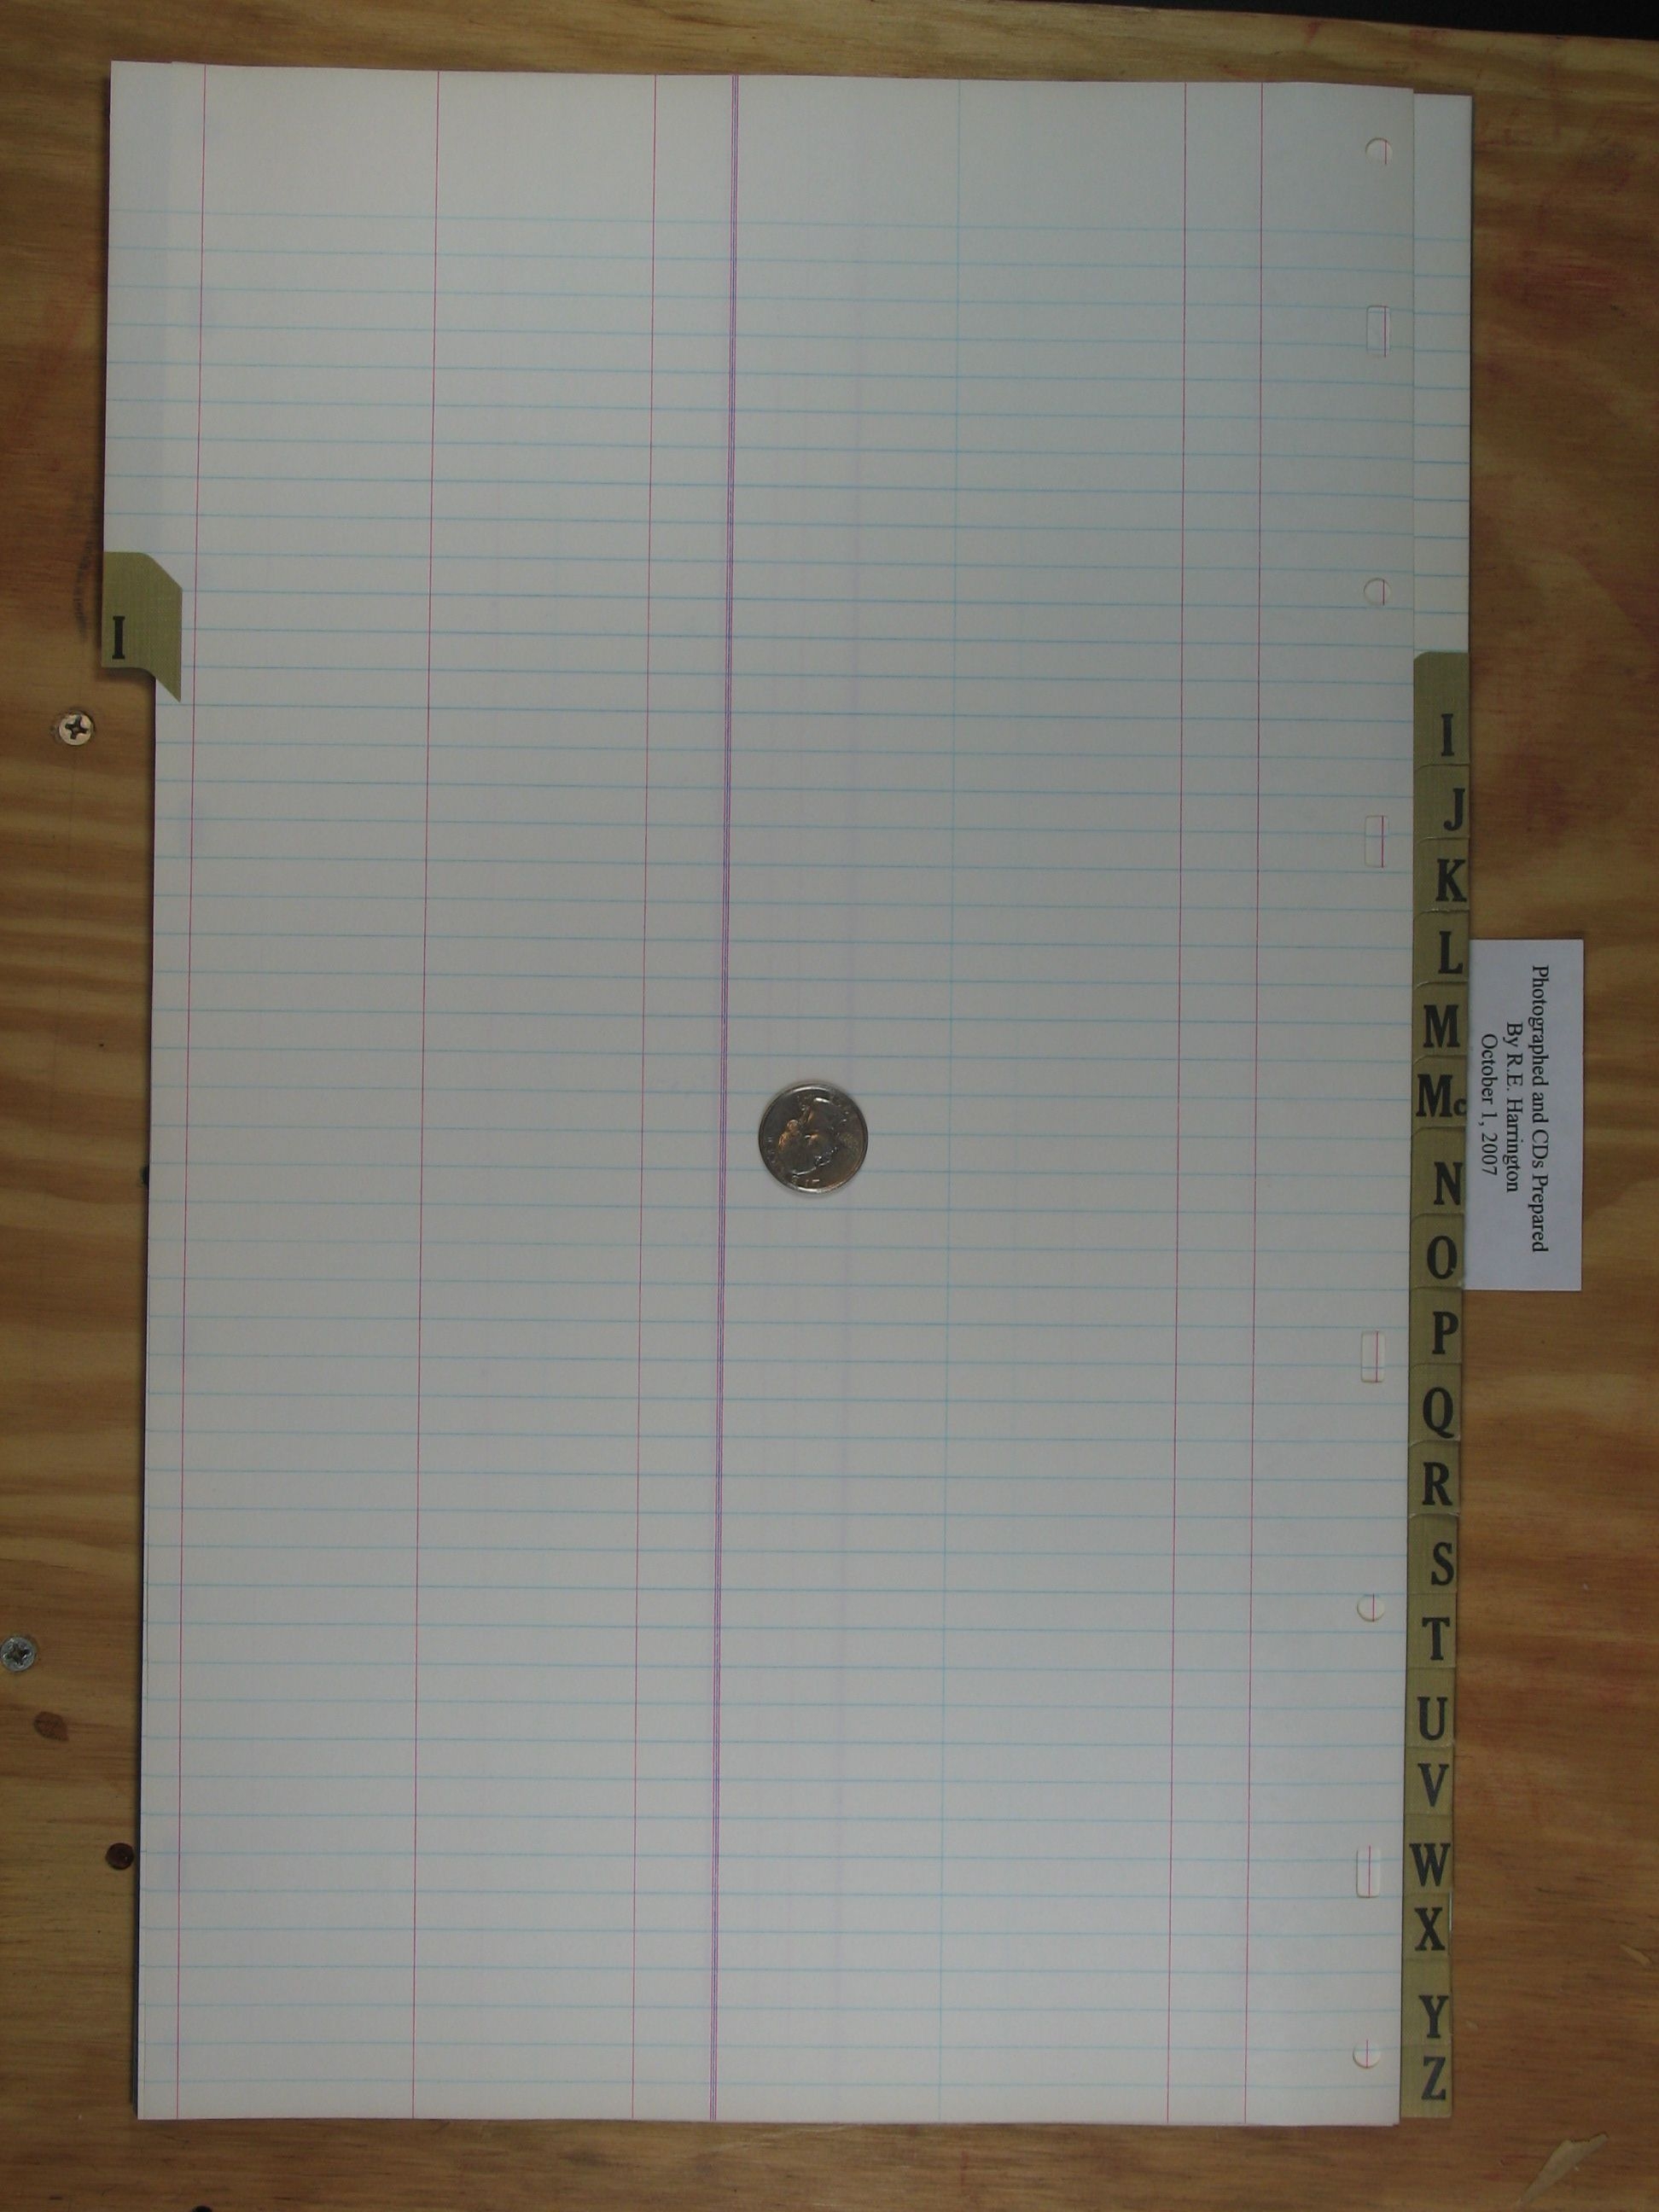 I
I
J
K
L
M
Mc
N
O
P
Q
R
S
T
U
V
W
X
Y
Z
Photographed and CDs Prepared
By R.E. Harrington
October 1, 2007